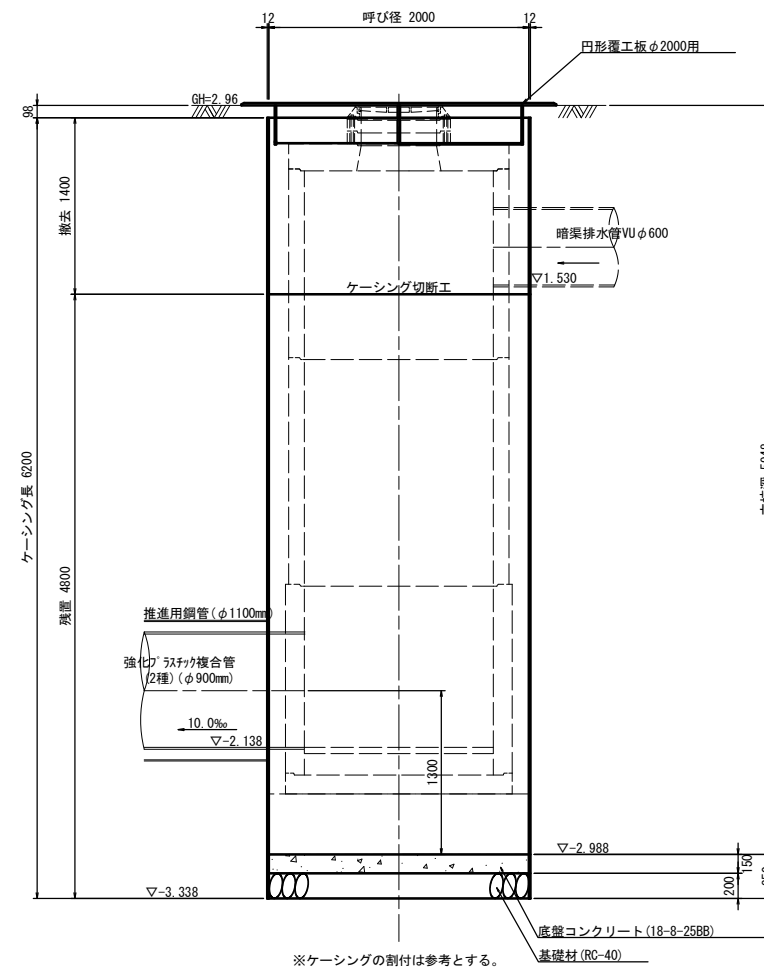 12
呼び径 2000
12
円形覆工板φ2000用
GH=2.96
98
撤去 1400
暗渠排水管VUφ600
▽1.530
ケーシング切断工
ケーシング長 6200
残置 4800
推進用鋼管(φ1100mm)
強化プラスチック複合管
(2種)(φ900mm)
10.0‰
▽-2.138
1300
▽-2.988
150
200
▽-3.338
底盤コンクリート(18-8-25BB)
基礎材(RC-40)
※ケーシングの割付は参考とする。